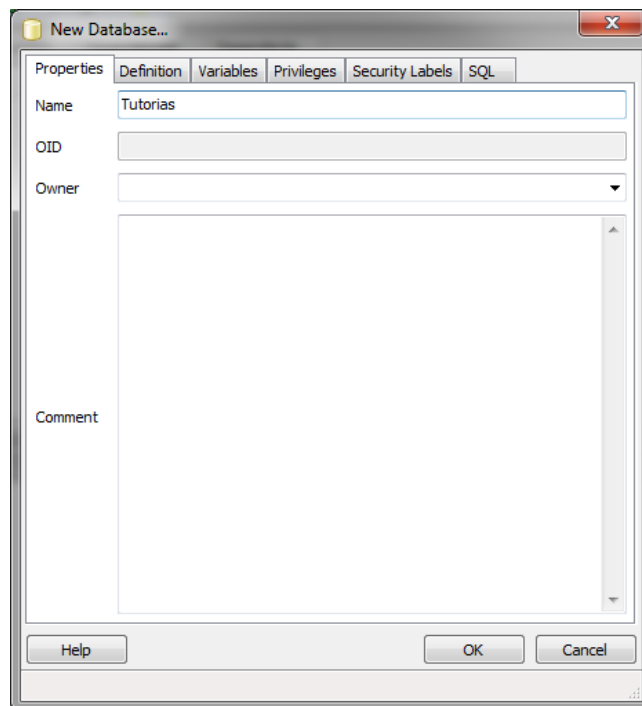 New Database...
Properties Definition Variables Privileges Security Labels SQL
Name Tutorias
OID
Owner
Comment
Help OK Cancel